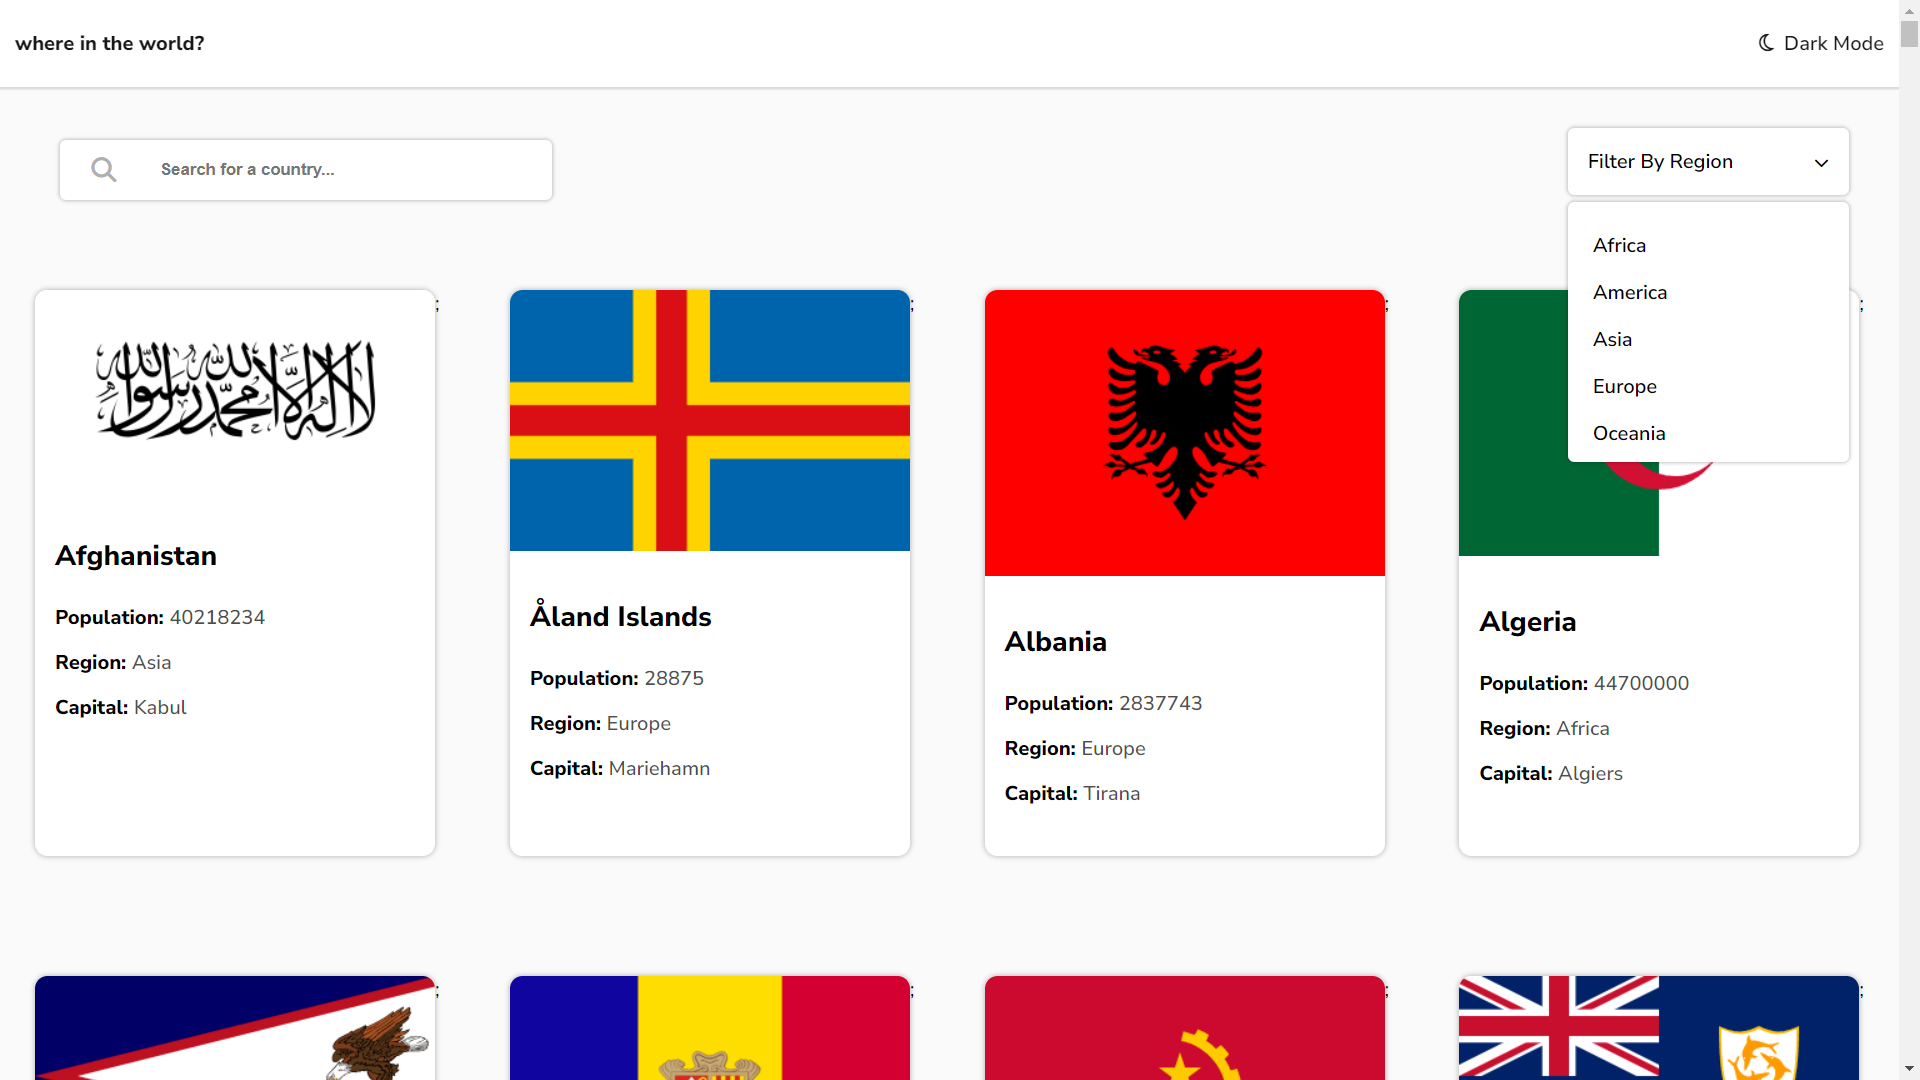 where in the world?
Dark Mode
Search for a country...
Filter By Region
Africa
America
Asia
Europe
Oceania
;
;
;
;
لا إله إلا الله محمد رسول الله
Afghanistan
Population: 40218234
Region: Asia
Capital: Kabul
Åland Islands
Population: 28875
Region: Europe
Capital: Mariehamn
Albania
Population: 2837743
Region: Europe
Capital: Tirana
Algeria
Population: 44700000
Region: Africa
Capital: Algiers
;
;
;
;